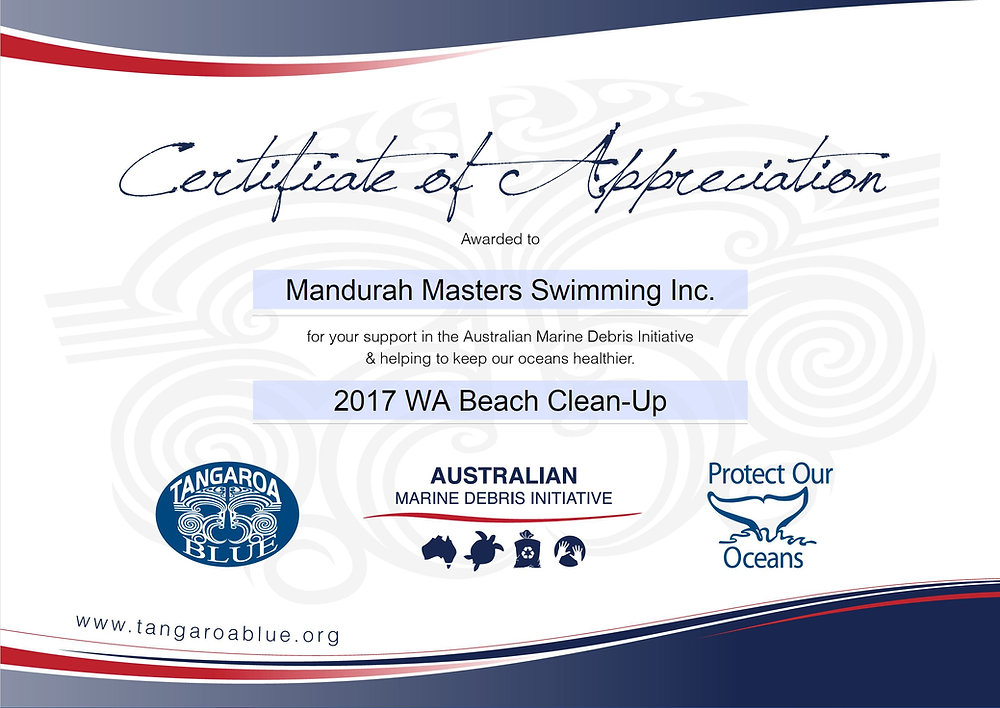 Certificate of Appreciation
Awarded to
Mandurah Masters Swimming Inc.
for your support in the Australian Marine Debris Initiative
& helping to keep our oceans healthier.
2017 WA Beach Clean-Up
TANGAROA
BLUE
AUSTRALIAN
MARINE DEBRIS INITIATIVE
Protect Our
Oceans
www.tangaroablue.org